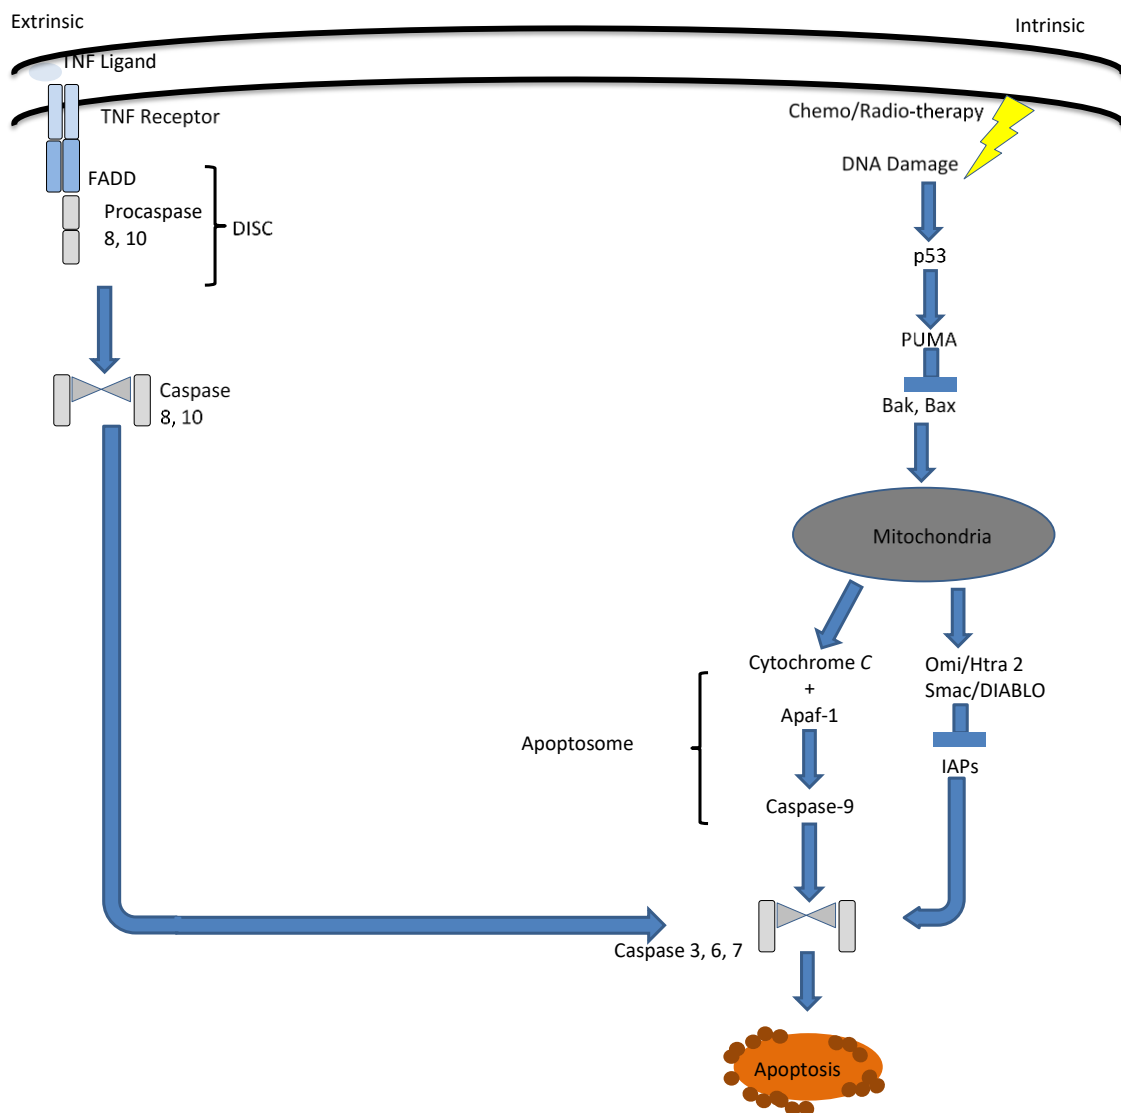 Extrinsic
Intrinsic
TNF Ligand
TNF Receptor
Chemo/Radio-therapy
DNA Damage
FADD
Procaspase
8, 10
DISC
p53
PUMA
Caspase
8, 10
Bak, Bax
Mitochondria
Cytochrome C
+
Apaf-1
Omi/Htra 2
Smac/DIABLO
Apoptosome
IAPs
Caspase-9
Caspase 3, 6, 7
Apoptosis